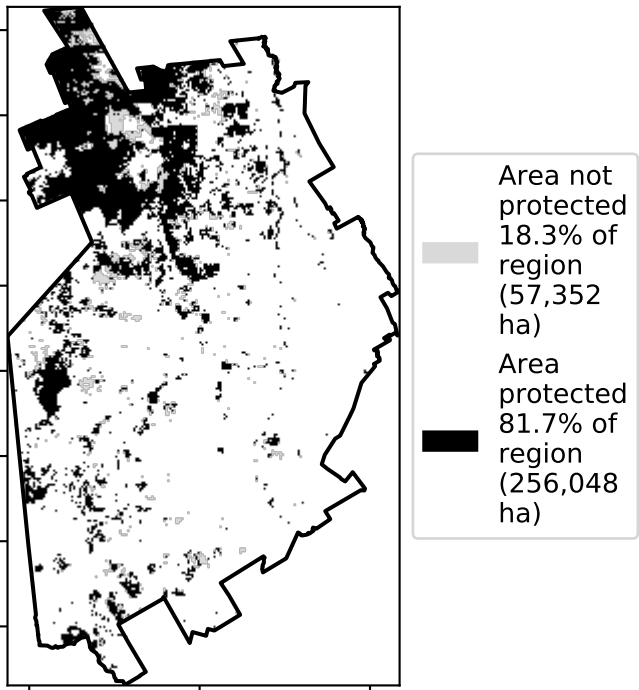 Area not
protected
18.3% of
region
(57,352
ha)
Area
protected
81.7% of
region
(256,048
ha)